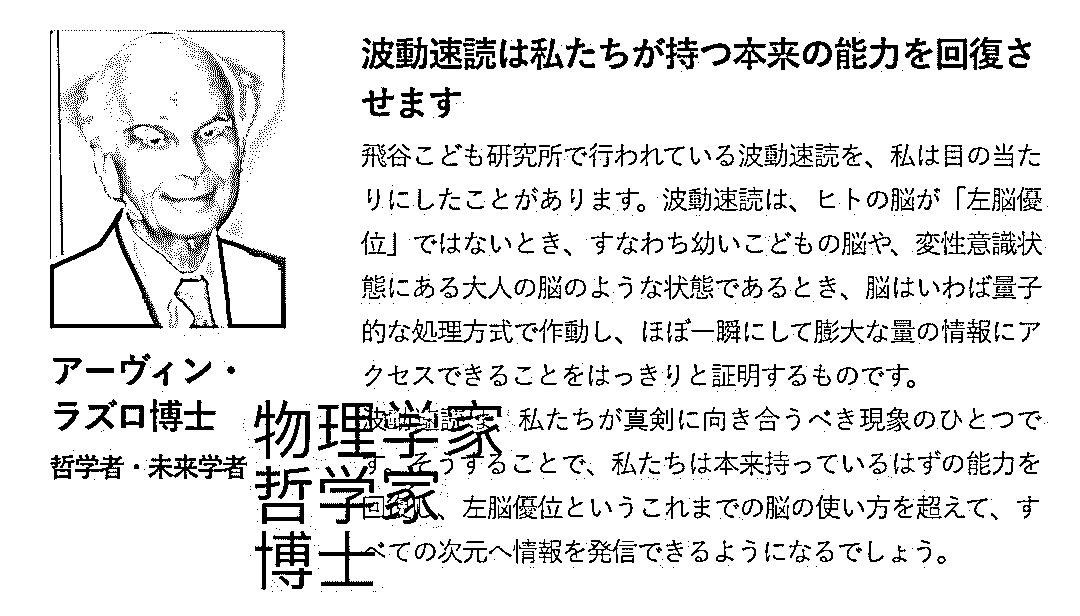 波動速読は私たちが持つ本来の能力を回復さ
せます
飛谷こども研究所で行われている波動速読を、私は目の当た
りにしたことがあります。波動速読は、ヒトの脳が「左脳優
位」ではないとき、すなわち幼いこどもの脳や、変性意識状
態にある大人の脳のような状態であるとき、脳はいわば量子
的な処理方式で作動し、ほぼ一瞬にして膨大な量の情報にア
クセスできることをはっきりと証明するものです。
波動速読は、私たちが真剣に向き合うべき現象のひとつで
す。そうすることで、私たちは本来持っているはずの能力を
回復し、左脳優位というこれまでの脳の使い方を超えて、す
べての次元へ情報を発信できるようになるでしょう。
アーヴィン・
ラズロ博士
哲学者・未来学者
物理学家
哲学家
博士